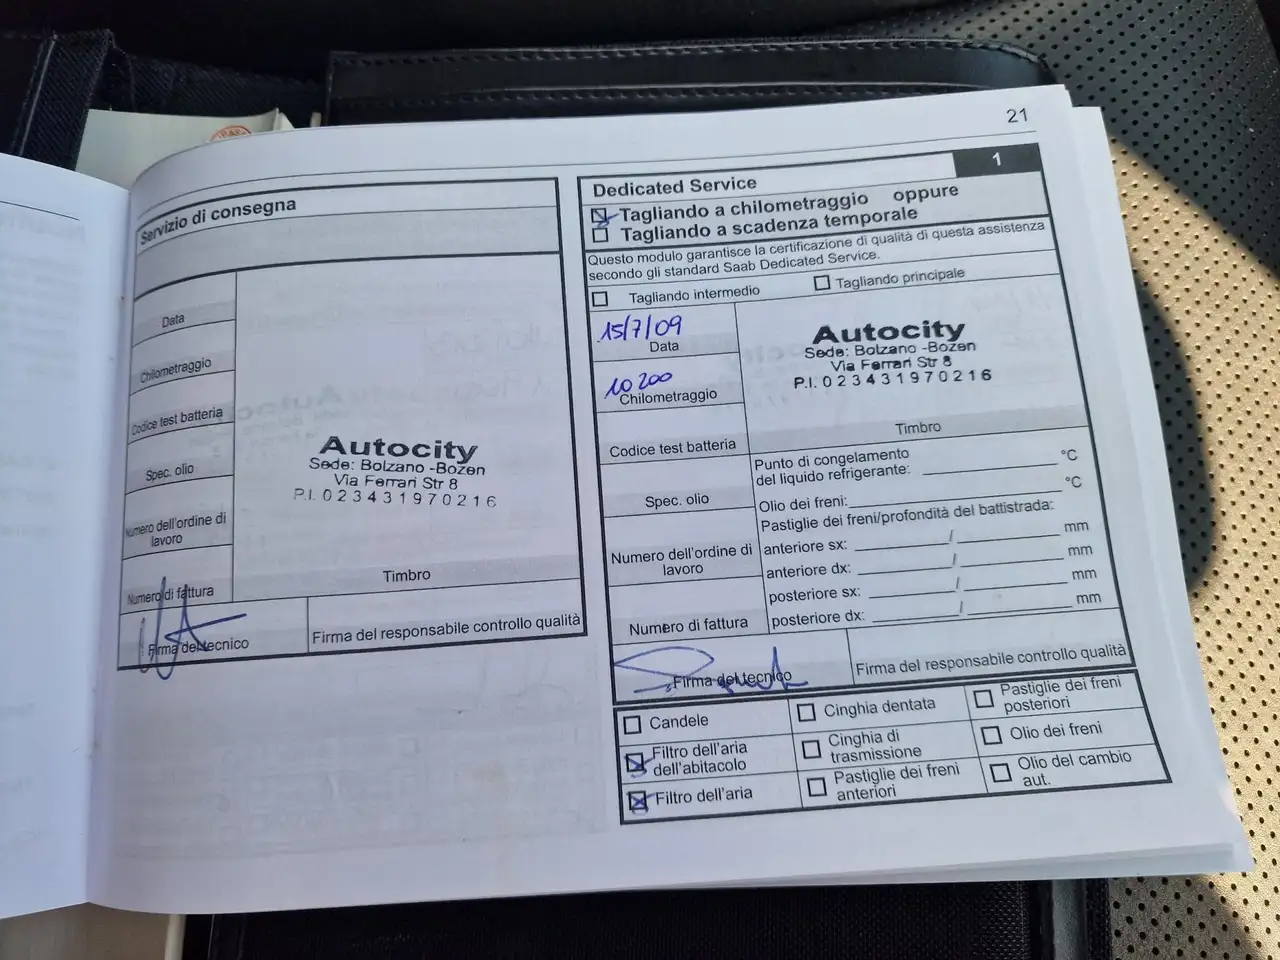 21
Servizio di consegna
Data
Chilometraggio
Codice test batteria
Spec. olio
Numero dell'ordine di
lavoro
Numero di fattura
Autocity
Sede: Bolzano -Bozen
Via Ferrari Str 8
P.I. 02343197 0216
Timbro
Firma del tecnico
Firma del responsabile controllo qualità
Dedicated Service
1
Tagliando a chilometraggio oppure
Tagliando a scadenza temporale
Questo modulo garantisce la certificazione di qualità di questa assistenza
secondo gli standard Saab Dedicated Service.
Tagliando intermedio
Tagliando principale
15/7/09
Data
10 200
Chilometraggio
Codice test batteria
Spec. olio
Numero dell'ordine di
lavoro
Numero di fattura
Autocity
Sede: Bolzano -Bozen
Via Ferrari Str 8
P.I. 02343197 0216
Timbro
Punto di congelamento
del liquido refrigerante: °C
Olio dei freni: °C
Pastiglie dei freni/profondità del battistrada:
anteriore sx: / mm
anteriore dx: / mm
posteriore sx: / mm
posteriore dx: / mm
Firma del tecnico
Firma del responsabile controllo qualità
Candele
Cinghia dentata
Pastiglie dei freni
posteriori
Filtro dell'aria
dell'abitacolo
Cinghia di
trasmissione
Olio dei freni
Filtro dell'aria
Pastiglie dei freni
anteriori
Olio del cambio
aut.